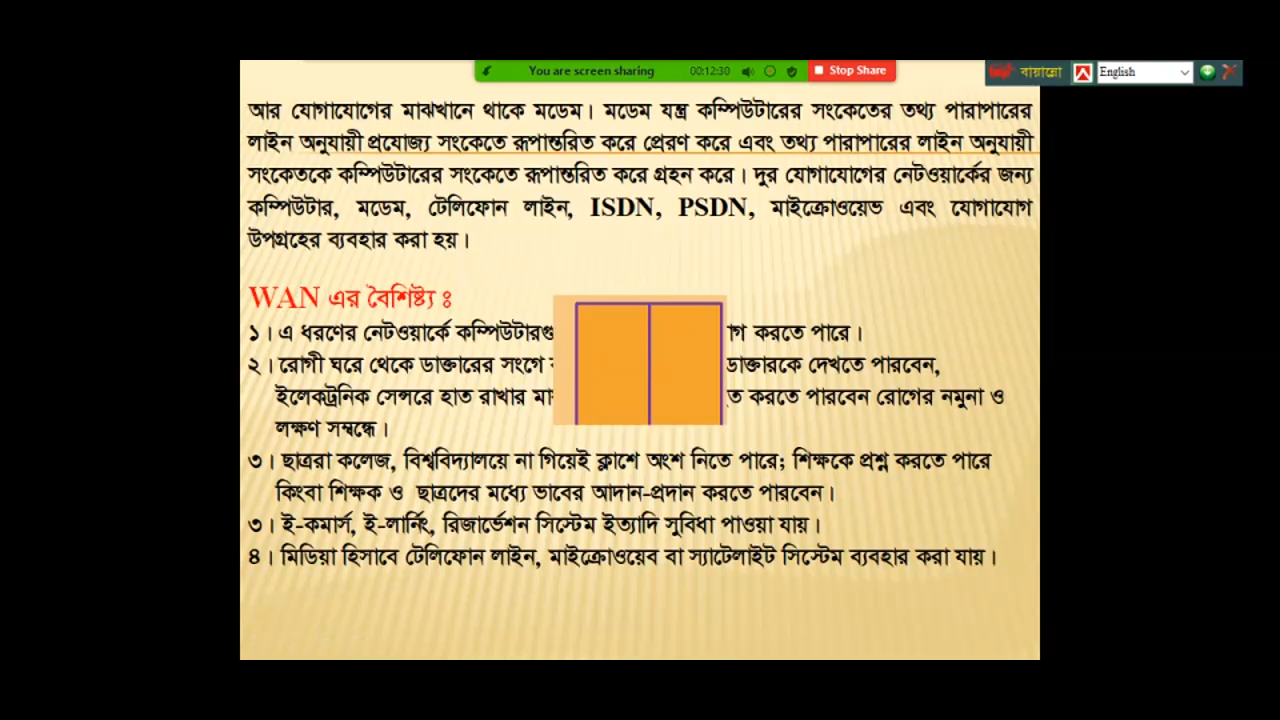 You are screen sharing 00:12:30 Stop Share
বায়ান্নো English
আর যোগাযোগের মাঝখানে থাকে মডেম। মডেম যন্ত্র কম্পিউটারের সংকেতের তথ্য পারাপারের
লাইন অনুযায়ী প্রযোজ্য সংকেতে রূপান্তরিত করে প্রেরণ করে এবং তথ্য পারাপারের লাইন অনুযায়ী
সংকেতকে কম্পিউটারের সংকেতে রূপান্তরিত করে গ্রহন করে। দুর যোগাযোগের নেটওয়ার্কের জন্য
কম্পিউটার, মডেম, টেলিফোন লাইন, ISDN, PSDN, মাইক্রোওয়েভ এবং যোগাযোগ
উপগ্রহের ব্যবহার করা হয়।
WAN এর বৈশিষ্ট্য ঃ
১। এ ধরণের নেটওয়ার্কে করতে পারে।
২। রোগী ঘরে থেকে ডাক্তারের সংগে ডাক্তারকে দেখতে পারবেন,
ইলেকট্রনিক সেন্সরে হাত রাখার করতে পারবেন রোগের নমুনা ও
লক্ষণ সম্বন্ধে।
৩। ছাত্ররা কলেজ, বিশ্ববিদ্যালয়ে না গিয়েই ক্লাশে অংশ নিতে পারে; শিক্ষকে প্রশ্ন করতে পারে
কিংবা শিক্ষক ও ছাত্রদের মধ্যে ভাবের আদান-প্রদান করতে পারবেন।
৩। ই-কমার্স, ই-লার্নিং, রিজার্ভেশন সিস্টেম ইত্যাদি সুবিধা পাওয়া যায়।
৪। মিডিয়া হিসাবে টেলিফোন লাইন, মাইক্রোওয়েব বা স্যাটেলাইট সিস্টেম ব্যবহার করা যায়।